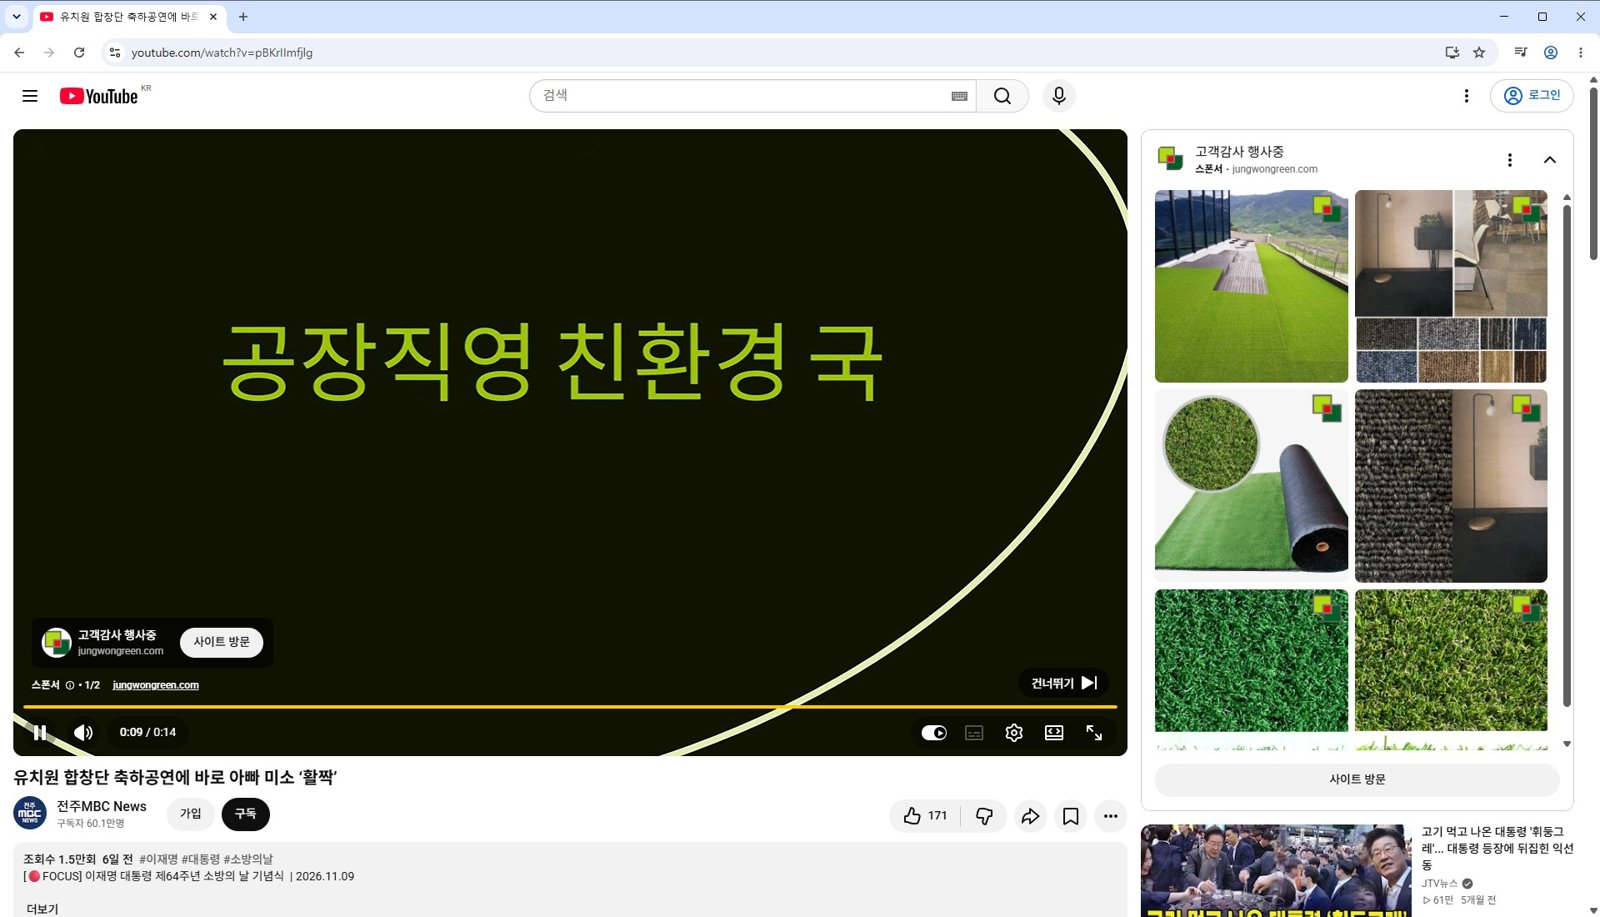 유치원 합창단 축하공연에 바로
youtube.com/watch?v=pBKrIImfjlg
YouTube KR
검색
로그인
공장직영 친환경 국
고객감사 행사중
jungwongreen.com
사이트 방문
스폰서 · 1/2 jungwongreen.com
건너뛰기
0:09 / 0:14
유치원 합창단 축하공연에 바로 아빠 미소 ‘활짝’
전주 MBC NEWS
전주MBC News
구독자 60.1만명
가입
구독
171
조회수 1.5만회 6일 전 #이재명 #대통령 #소방의날
[🔴FOCUS] 이재명 대통령 제64주년 소방의 날 기념식 | 2026.11.09
더보기
고객감사 행사중
스폰서 · jungwongreen.com
사이트 방문
고기 먹고 나온 대통령 '휘둥그
레'... 대통령 등장에 뒤집힌 익선
동
JTV뉴스
▷ 61만 5개월 전